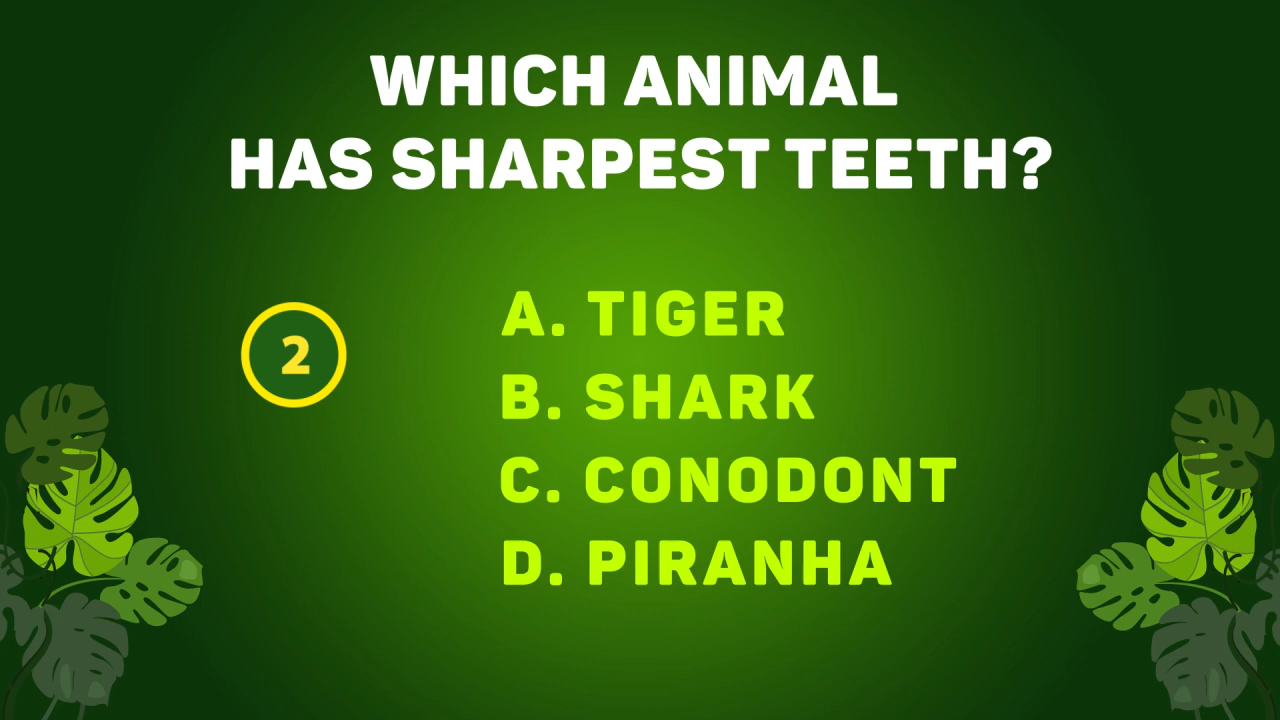 WHICH ANIMAL
HAS SHARPEST TEETH?
2
A. TIGER
B. SHARK
C. CONODONT
D. PIRANHA